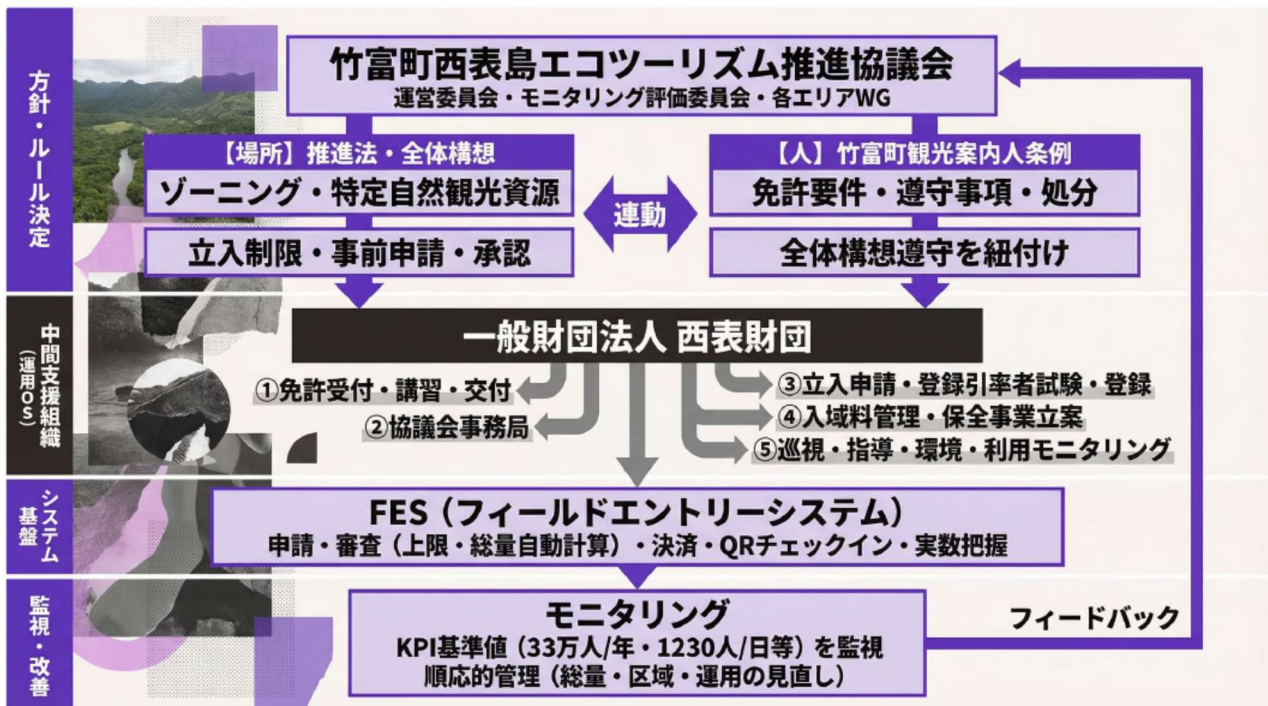 方針・ルール決定
竹富町西表島エコツーリズム推進協議会
運営委員会・モニタリング評価委員会・各エリアWG
【場所】推進法・全体構想
ゾーニング・特定自然観光資源
立入制限・事前申請・承認
連動
【人】竹富町観光案内人条例
免許要件・遵守事項・処分
全体構想遵守を紐付け
中間支援組織
(運用OS)
一般財団法人 西表財団
①免許受付・講習・交付
②協議会事務局
③立入申請・登録引率者試験・登録
④入域料管理・保全事業立案
⑤巡視・指導・環境・利用モニタリング
システム
基盤
FES(フィールドエントリーシステム)
申請・審査(上限・総量自動計算)・決済・QRチェックイン・実数把握
監視・改善
モニタリング
KPI基準値(33万人/年・1230人/日等)を監視
順応的管理(総量・区域・運用の見直し)
フィードバック